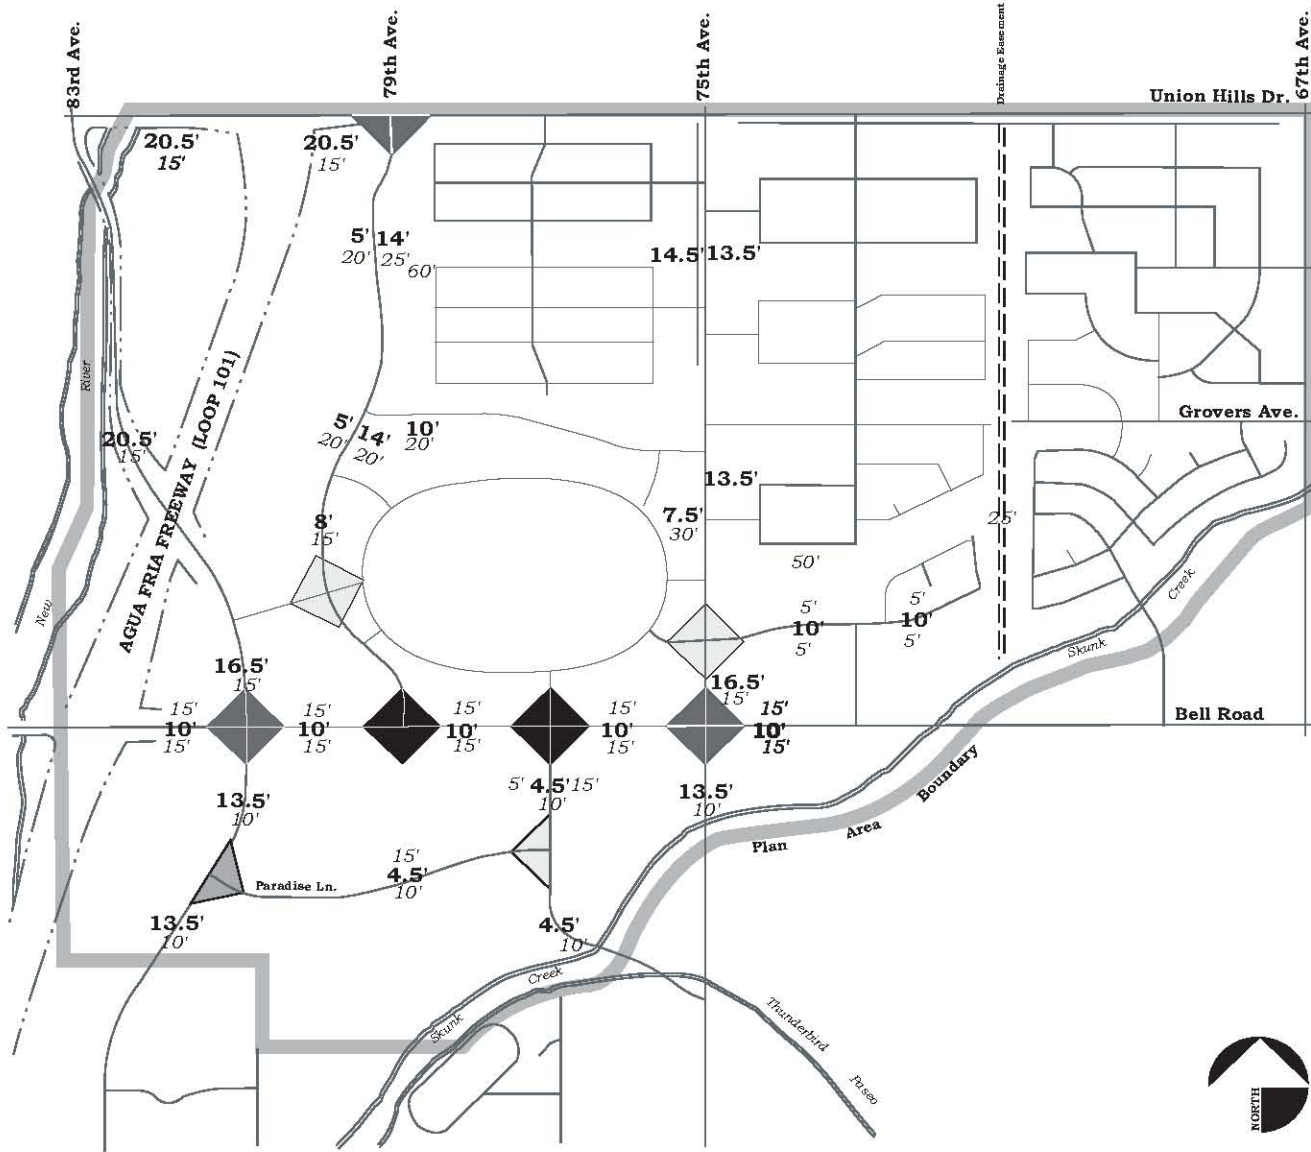 83rd Ave.
79th Ave.
75th Ave.
Drainage Easement
67th Ave.
Union Hills Dr.
20.5'
15'
20.5'
15'
5' 14'
20' 25'
60'
14.5' 13.5'
River
AGUA FRIA FREEWAY (LOOP 101)
20.5'
15'
5'
20'
14'
20'
10'
20'
Grovers Ave.
13.5'
7.5'
30'
8'
15'
25'
50'
New
Creek
Skunk
5'
10'
5'
5'
10'
5'
16.5'
15'
16.5'
15'
15'
10'
15'
15'
10'
15'
15'
10'
15'
15'
10'
15'
15'
10'
15'
Bell Road
13.5'
10'
5' 4.5' 15'
10'
13.5'
10'
Plan Area Boundary
15'
4.5'
10'
Paradise Ln.
13.5'
10'
4.5'
10'
Creek
Skunk
Thunderbird
Paseo
NORTH